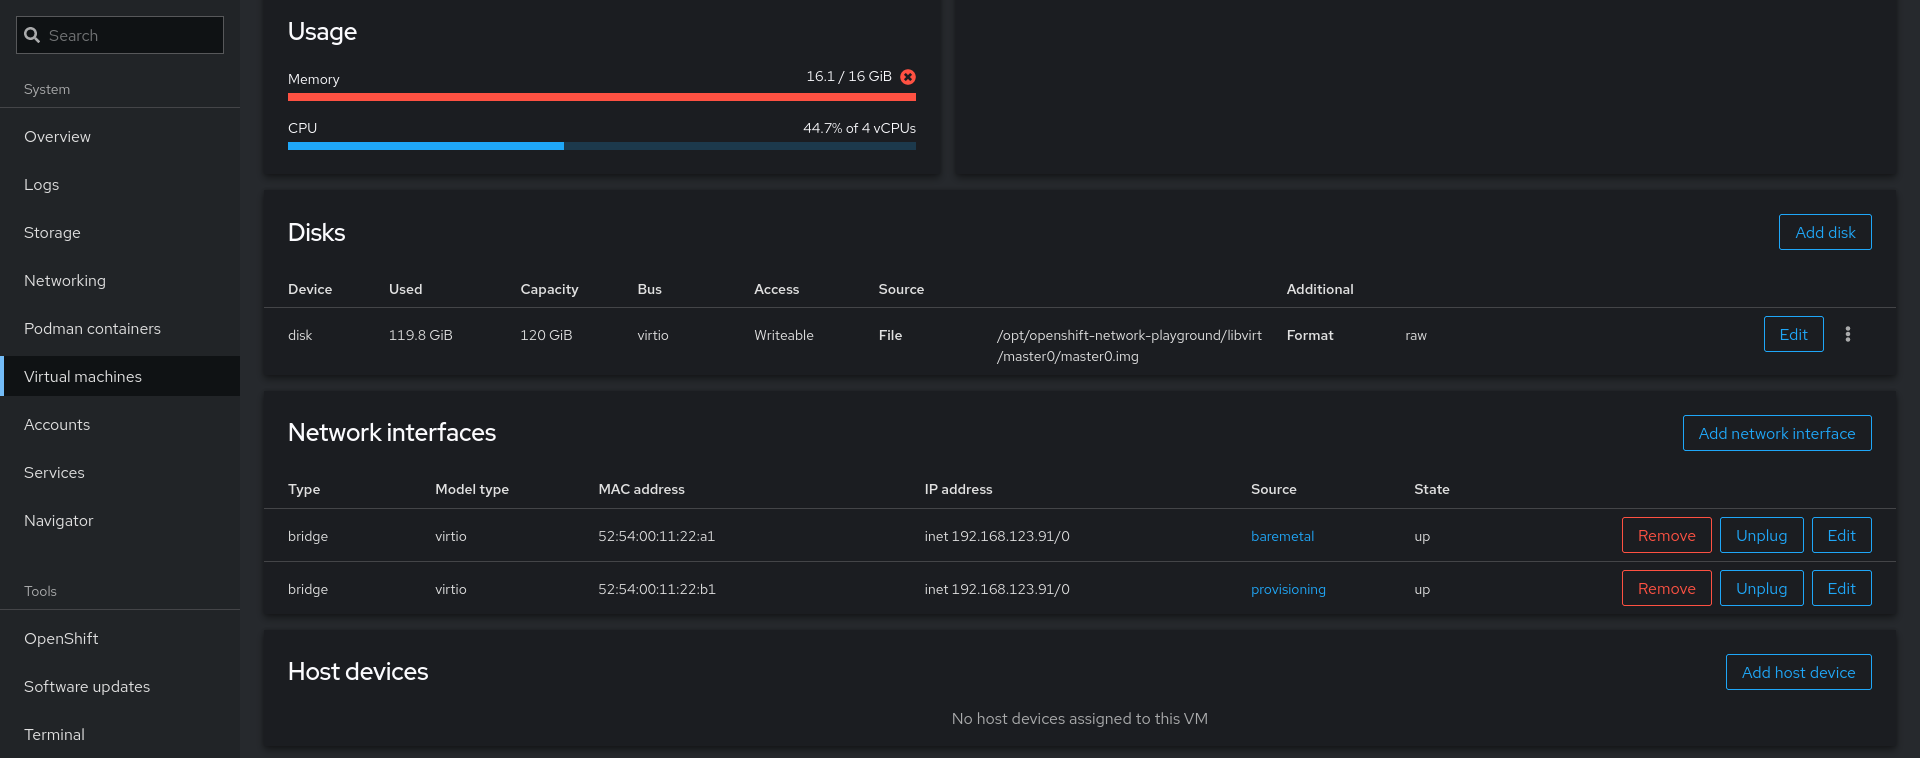 Search
System
Overview
Logs
Storage
Networking
Podman containers
Virtual machines
Accounts
Services
Navigator
Tools
OpenShift
Software updates
Terminal
Usage
Memory 16.1 / 16 GiB
CPU 44.7% of 4 vCPUs
Disks Add disk
Device Used Capacity Bus Access Source Additional
disk 119.8 GiB 120 GiB virtio Writeable File /opt/openshift-network-playground/libvirt Format raw Edit
/master0/master0.img
Network interfaces Add network interface
Type Model type MAC address IP address Source State
bridge virtio 52:54:00:11:22:a1 inet 192.168.123.91/0 baremetal up Remove Unplug Edit
bridge virtio 52:54:00:11:22:b1 inet 192.168.123.91/0 provisioning up Remove Unplug Edit
Host devices Add host device
No host devices assigned to this VM